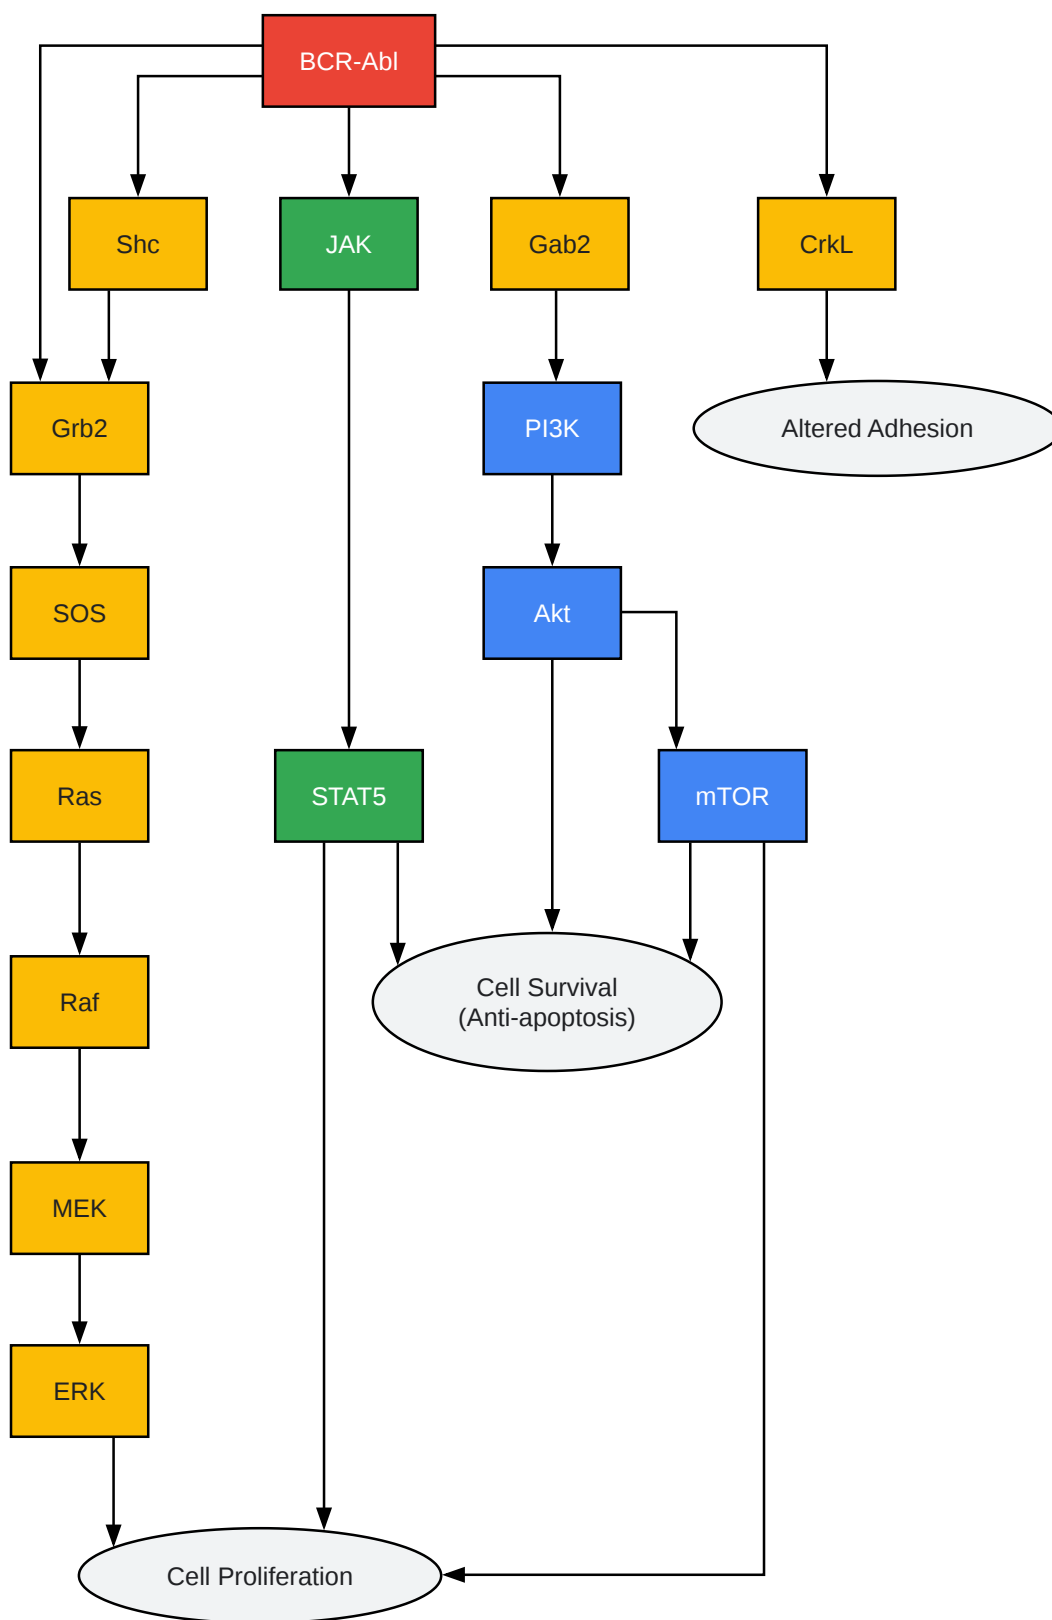 BCR-Abl
Shc
JAK
Gab2
CrkL
Grb2
PI3K
Altered Adhesion
SOS
Akt
Ras
STAT5
mTOR
Raf
Cell Survival
(Anti-apoptosis)
MEK
ERK
Cell Proliferation